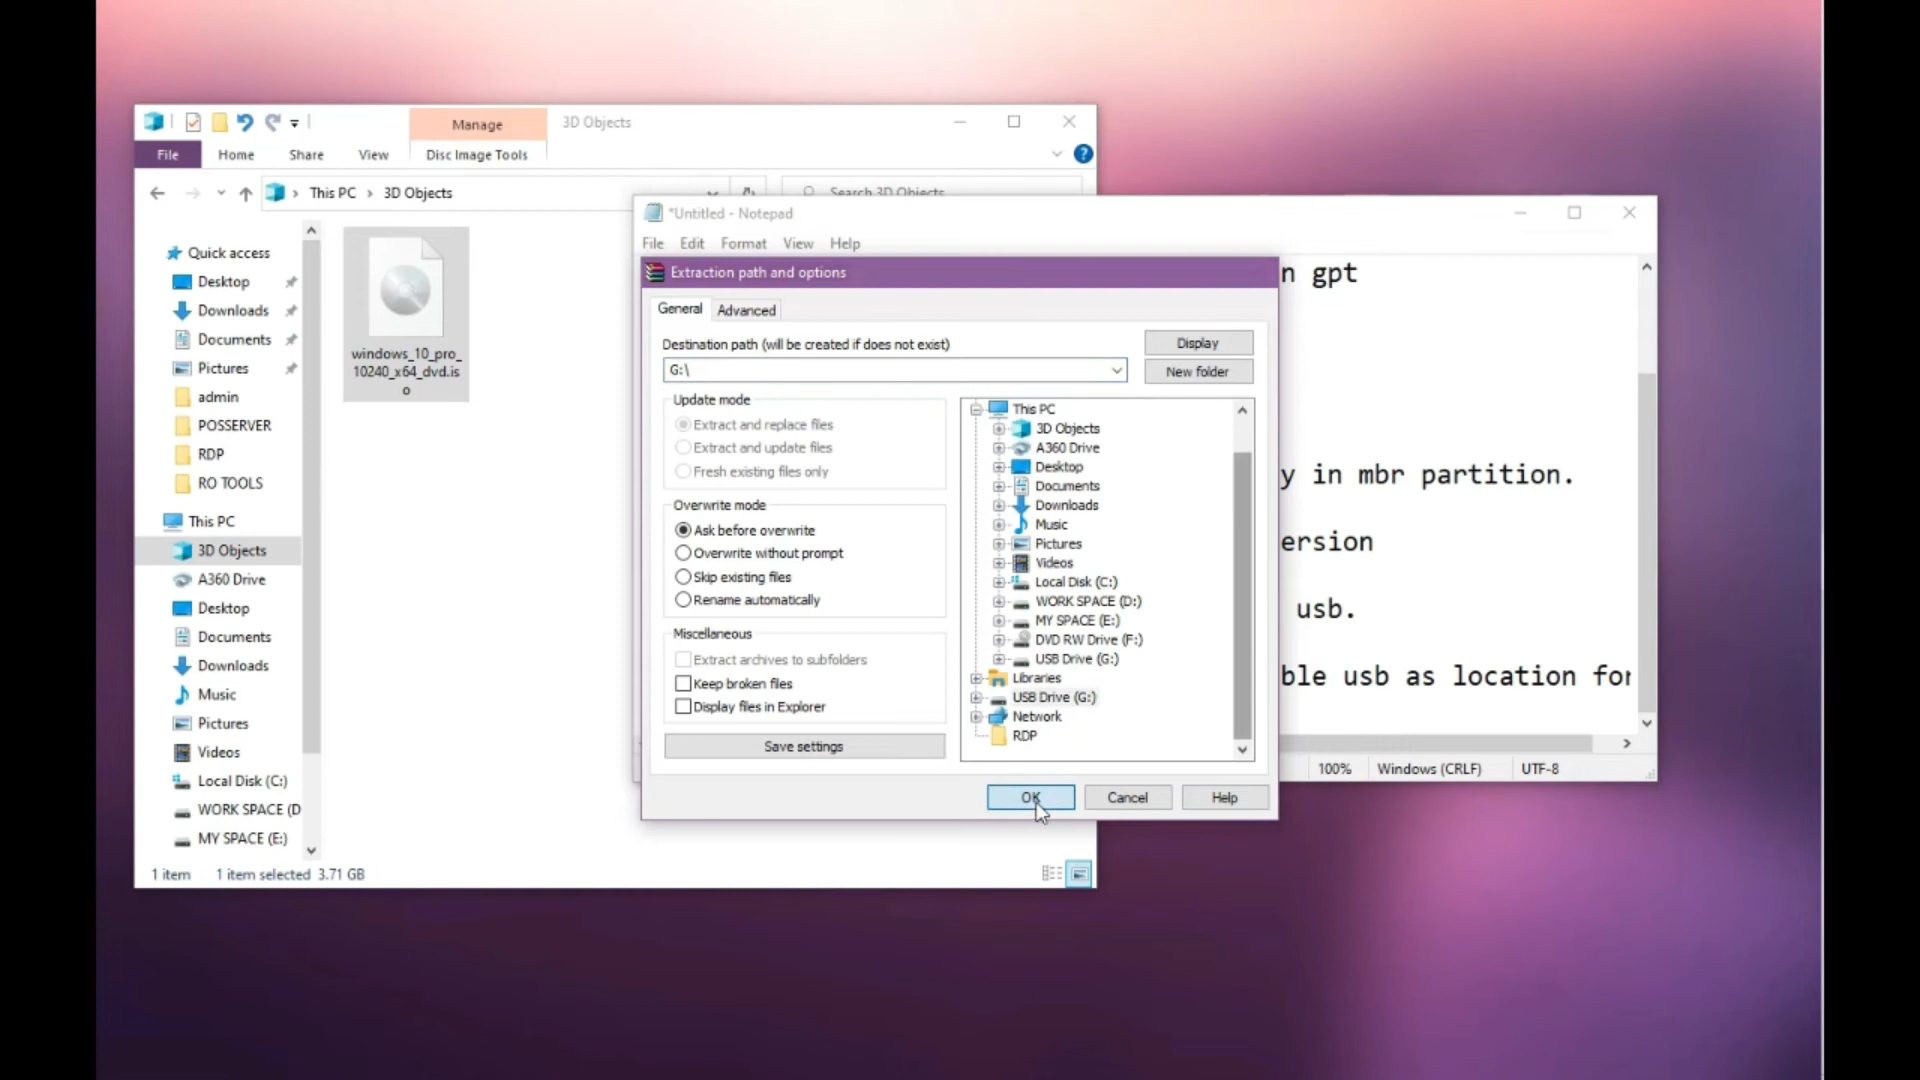 Manage
3D Objects
File
Home
Share
View
Disc Image Tools
This PC
3D Objects
Search 3D Objects
Quick access
Desktop
Downloads
Documents
Pictures
admin
POSSERVER
RDP
RO TOOLS
This PC
3D Objects
A360 Drive
Desktop
Documents
Downloads
Music
Pictures
Videos
Local Disk (C:)
WORK SPACE (D
MY SPACE (E:)
windows_10_pro_
10240_x64_dvd.is
o
1 item
1 item selected 3.71 GB
*Untitled - Notepad
File
Edit
Format
View
Help
n gpt
y in mbr partition.
ersion
usb.
ble usb as location for
100%
Windows (CRLF)
UTF-8
Extraction path and options
General
Advanced
Destination path (will be created if does not exist)
G:\
Display
New folder
Update mode
Extract and replace files
Extract and update files
Fresh existing files only
Overwrite mode
Ask before overwrite
Overwrite without prompt
Skip existing files
Rename automatically
Miscellaneous
Extract archives to subfolders
Keep broken files
Display files in Explorer
Save settings
This PC
3D Objects
A360 Drive
Desktop
Documents
Downloads
Music
Pictures
Videos
Local Disk (C:)
WORK SPACE (D:)
MY SPACE (E:)
DVD RW Drive (F:)
USB Drive (G:)
Libraries
USB Drive (G:)
Network
RDP
OK
Cancel
Help